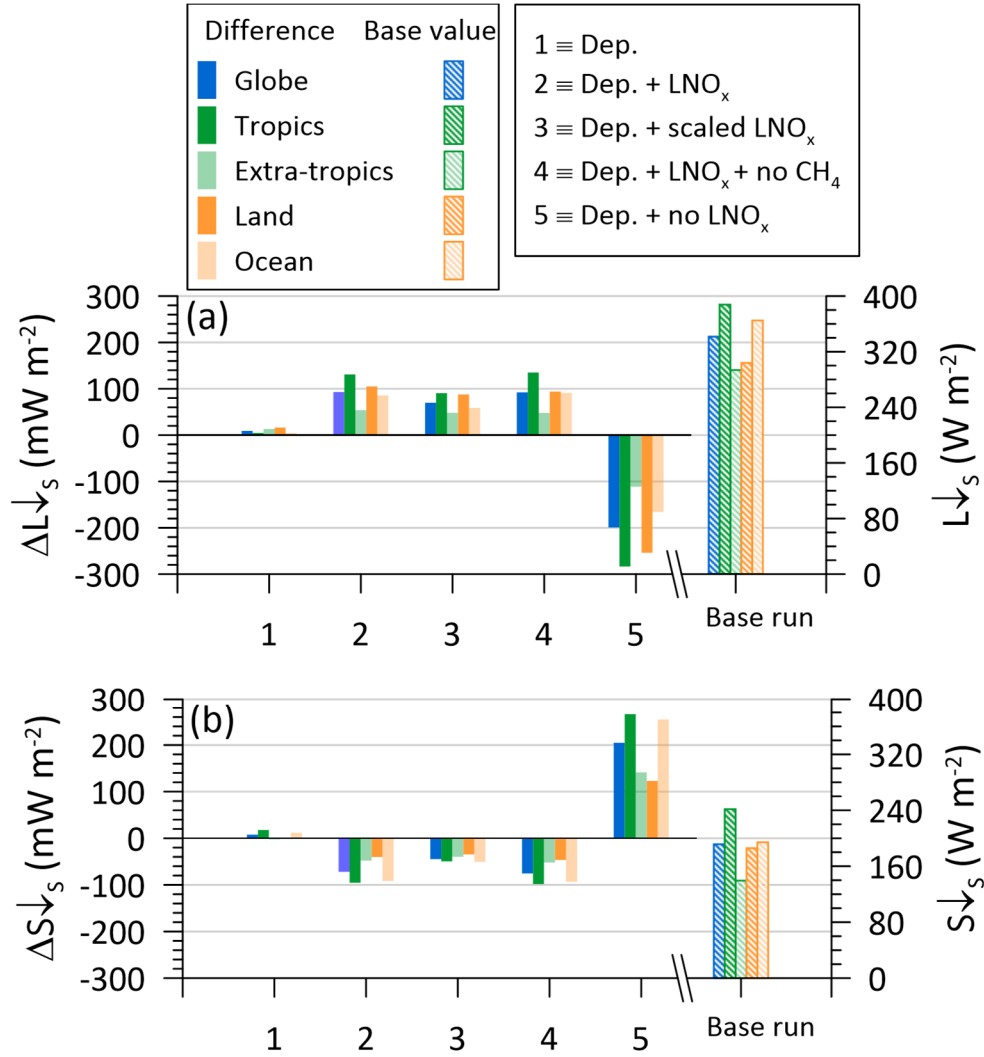 Difference Base value
Globe
Tropics
Extra-tropics
Land
Ocean
1 ≡ Dep.
2 ≡ Dep. + LNOₓ
3 ≡ Dep. + scaled LNOₓ
4 ≡ Dep. + LNOₓ + no CH₄
5 ≡ Dep. + no LNOₓ
(a)
ΔL↓ₛ (mW m⁻²)
300
200
100
0
-100
-200
-300
400
320
240
160
80
0
L↓ₛ (W m⁻²)
1 2 3 4 5 Base run
(b)
ΔS↓ₛ (mW m⁻²)
300
200
100
0
-100
-200
-300
400
320
240
160
80
0
S↓ₛ (W m⁻²)
1 2 3 4 5 Base run